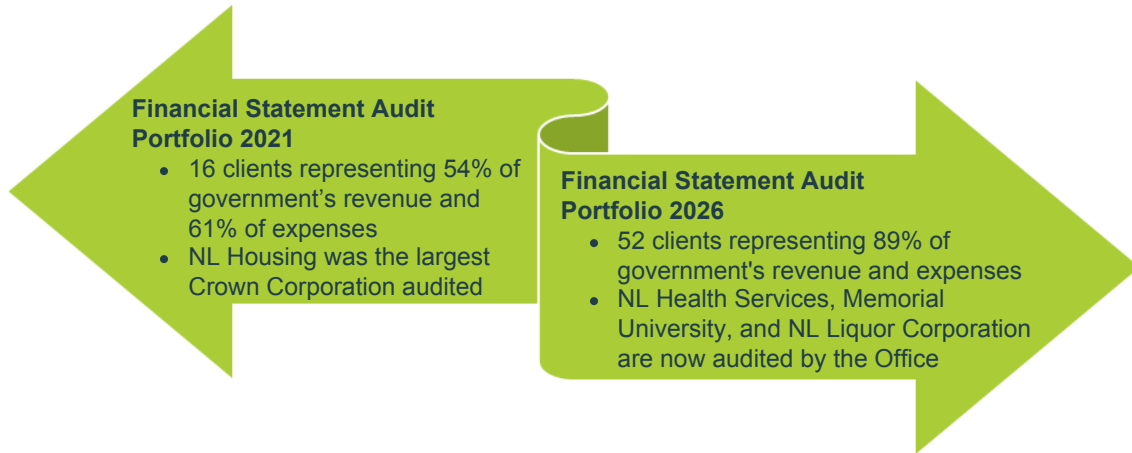 Financial Statement Audit
Portfolio 2021
• 16 clients representing 54% of
government’s revenue and
61% of expenses
• NL Housing was the largest
Crown Corporation audited
Financial Statement Audit
Portfolio 2026
• 52 clients representing 89% of
government's revenue and expenses
• NL Health Services, Memorial
University, and NL Liquor Corporation
are now audited by the Office